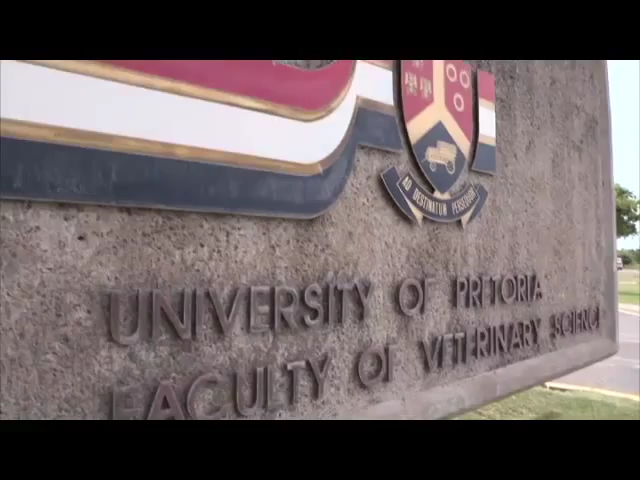 AD DESTINATUM PERSEQUOR
UNIVERSITY OF PRETORIA
FACULTY OF VETERINARY SCIENCE